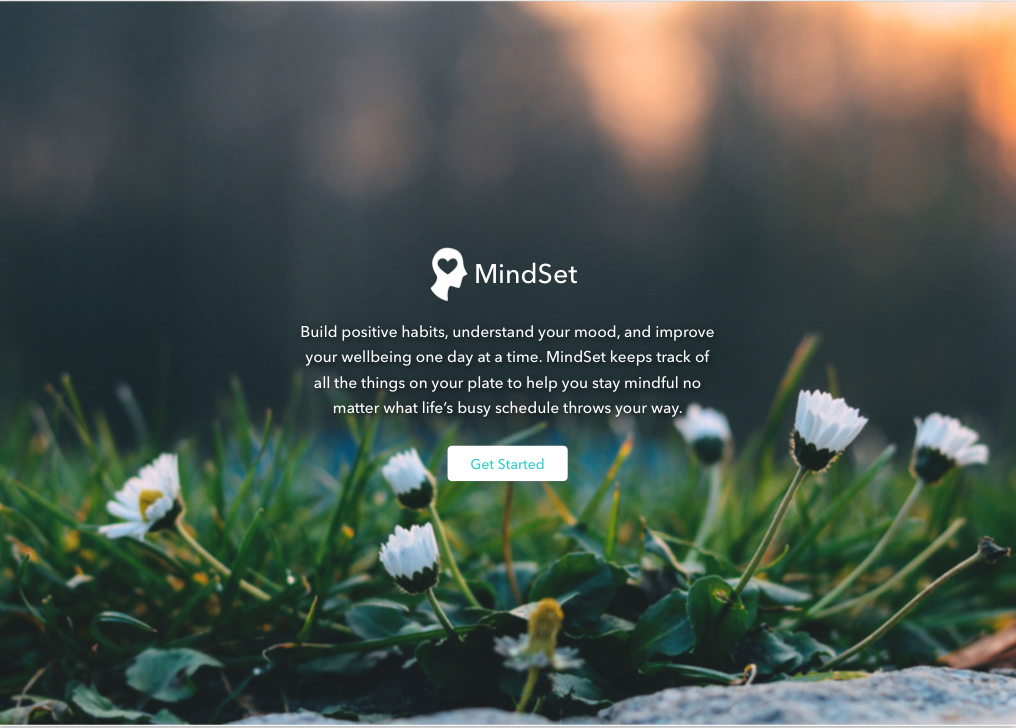 MindSet
Build positive habits, understand your mood, and improve
your wellbeing one day at a time. MindSet keeps track of
all the things on your plate to help you stay mindful no
matter what life’s busy schedule throws your way.
Get Started